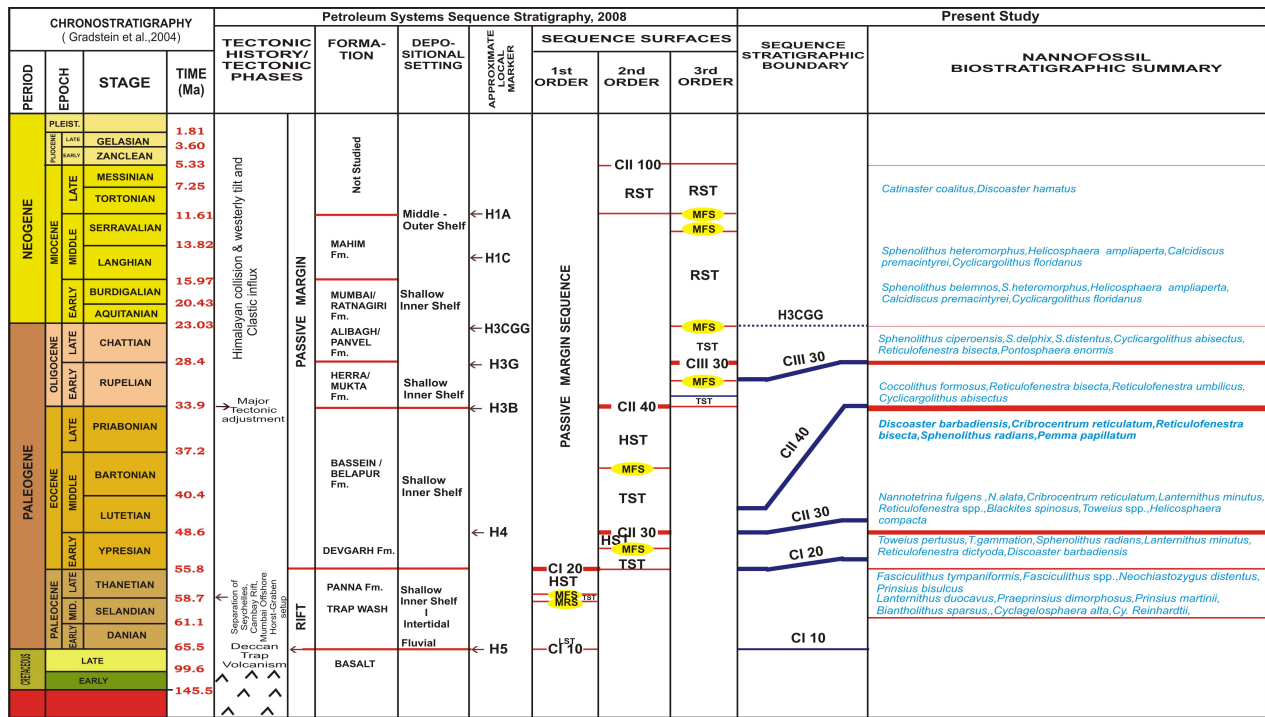 CHRONOSTRATIGRAPHY
( Gradstein et al.,2004)
Petroleum Systems Sequence Stratigraphy, 2008
Present Study
PERIOD
EPOCH
STAGE
TIME
(Ma)
TECTONIC
HISTORY/
TECTONIC
PHASES
FORMA-
TION
DEPO-
SITIONAL
SETTING
APPROXIMATE
LOCAL
MARKER
SEQUENCE SURFACES
1st
ORDER
2nd
ORDER
3rd
ORDER
SEQUENCE
STRATIGRAPHIC
BOUNDARY
NANNOFOSSIL
BIOSTRATIGRAPHIC SUMMARY
NEOGENE
PALEOGENE
CRETACEOUS
PLEIST.
PLIOCENE
LATE
EARLY
MIOCENE
LATE
MIDDLE
EARLY
OLIGOCENE
LATE
EARLY
EOCENE
LATE
MIDDLE
EARLY
PALEOCENE
LATE
MID.
EARLY
LATE
EARLY
GELASIAN
ZANCLEAN
MESSINIAN
TORTONIAN
SERRAVALIAN
LANGHIAN
BURDIGALIAN
AQUITANIAN
CHATTIAN
RUPELIAN
PRIABONIAN
BARTONIAN
LUTETIAN
YPRESIAN
THANETIAN
SELANDIAN
DANIAN
1.81
3.60
5.33
7.25
11.61
13.82
15.97
20.43
23.03
28.4
33.9
37.2
40.4
48.6
55.8
58.7
61.1
65.5
99.6
145.5
Himalayan collision & westerly tilt and
Clastic influx
Major
Tectonic
adjustment
Separation of
Seychelles,
Cambay Rift,
Mumbai Offshore
Horst-Graben
setup
Deccan
Trap
Volcanism
PASSIVE MARGIN
RIFT
Not Studied
MAHIM
Fm.
MUMBAI/
RATNAGIRI
Fm.
ALIBAGH/
PANVEL
Fm.
HERRA/
MUKTA
Fm.
BASSEIN /
BELAPUR
Fm.
DEVGARH Fm.
PANNA Fm.
TRAP WASH
BASALT
Middle -
Outer Shelf
Shallow
Inner Shelf
Shallow
Inner Shelf
Shallow
Inner Shelf
Shallow
Inner Shelf
I
Intertidal
Fluvial
H1A
H1C
H3CGG
H3G
H3B
H4
H5
PASSIVE MARGIN SEQUENCE
CI 20
HST
MFS
TST
MRS
LST
CI 10
CII 100
RST
CII 40
HST
MFS
TST
CII 30
HST
MFS
TST
RST
MFS
MFS
RST
MFS
TST
CIII 30
MFS
TST
H3CGG
CIII 30
CII 40
CII 30
CI 20
CI 10
Catinaster coalitus,Discoaster hamatus
Sphenolithus heteromorphus,Helicosphaera ampliaperta,Calcidiscus
premacintyrei,Cyclicargolithus floridanus
Sphenolithus belemnos,S.heteromorphus,Helicosphaera ampliaperta,
Calcidiscus premacintyrei,Cyclicargolithus floridanus
Sphenolithus ciperoensis,S.delphix,S.distentus,Cyclicargolithus abisectus,
Reticulofenestra bisecta,Pontosphaera enormis
Coccolithus formosus,Reticulofenestra bisecta,Reticulofenestra umbilicus,
Cyclicargolithus abisectus
Discoaster barbadiensis,Cribrocentrum reticulatum,Reticulofenestra
bisecta,Sphenolithus radians,Pemma papillatum
Nannotetrina fulgens ,N.alata,Cribrocentrum reticulatum,Lanternithus minutus,
Reticulofenestra spp.,Blackites spinosus,Toweius spp.,Helicosphaera
compacta
Toweius pertusus,T.gammation,Sphenolithus radians,Lanternithus minutus,
Reticulofenestra dictyoda,Discoaster barbadiensis
Fasciculithus tympaniformis,Fasciculithus spp.,Neochiastozygus distentus,
Prinsius bisulcus
Lanternithus duocavus,Praeprinsius dimorphosus,Prinsius martinii,
Biantholithus sparsus,,Cyclagelosphaera alta,Cy. Reinhardtii,